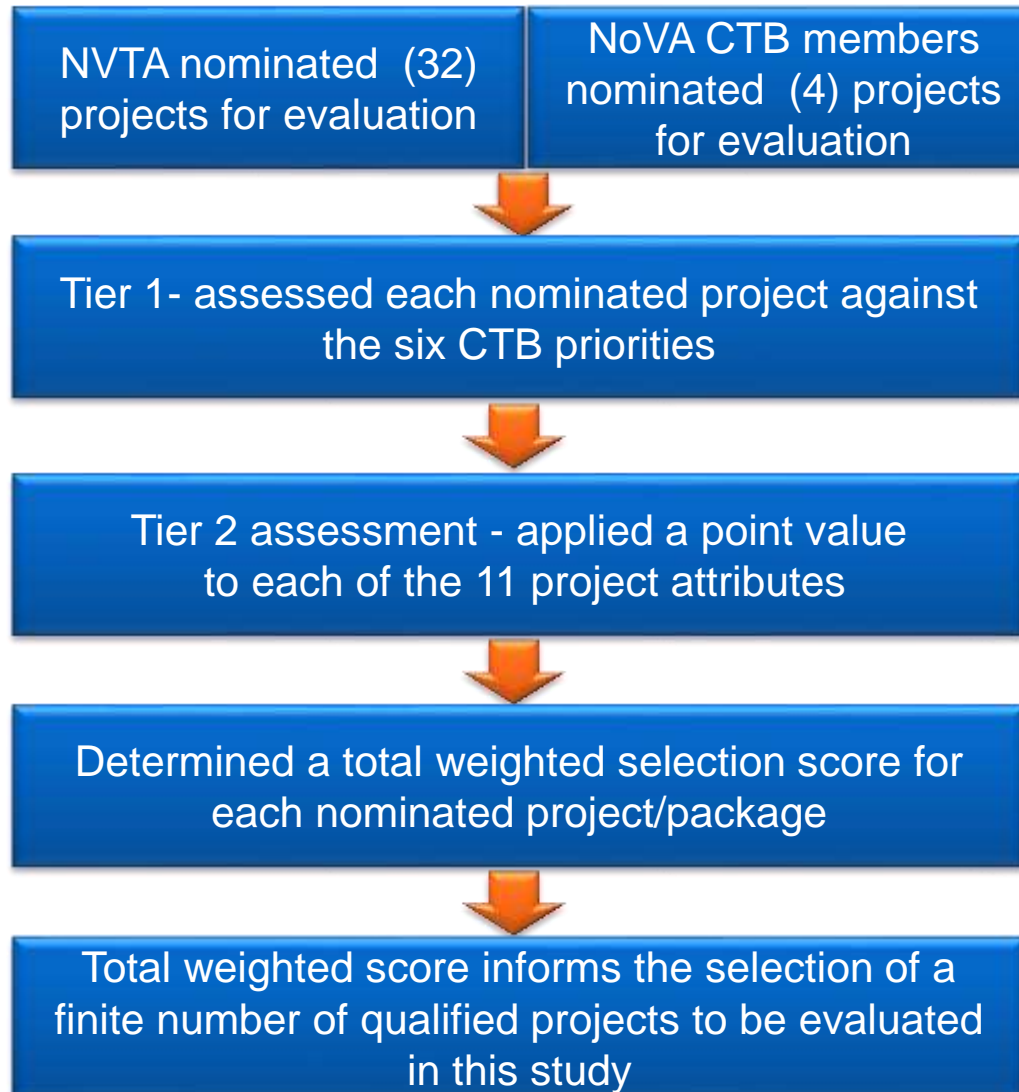 NVTA nominated  (32)
projects for evaluation
NoVA CTB members
nominated  (4) projects
for evaluation
Tier 1- assessed each nominated project against
the six CTB priorities
Tier 2 assessment - applied a point value
to each of the 11 project attributes
Determined a total weighted selection score for
each nominated project/package
Total weighted score informs the selection of a
finite number of qualified projects to be evaluated
in this study